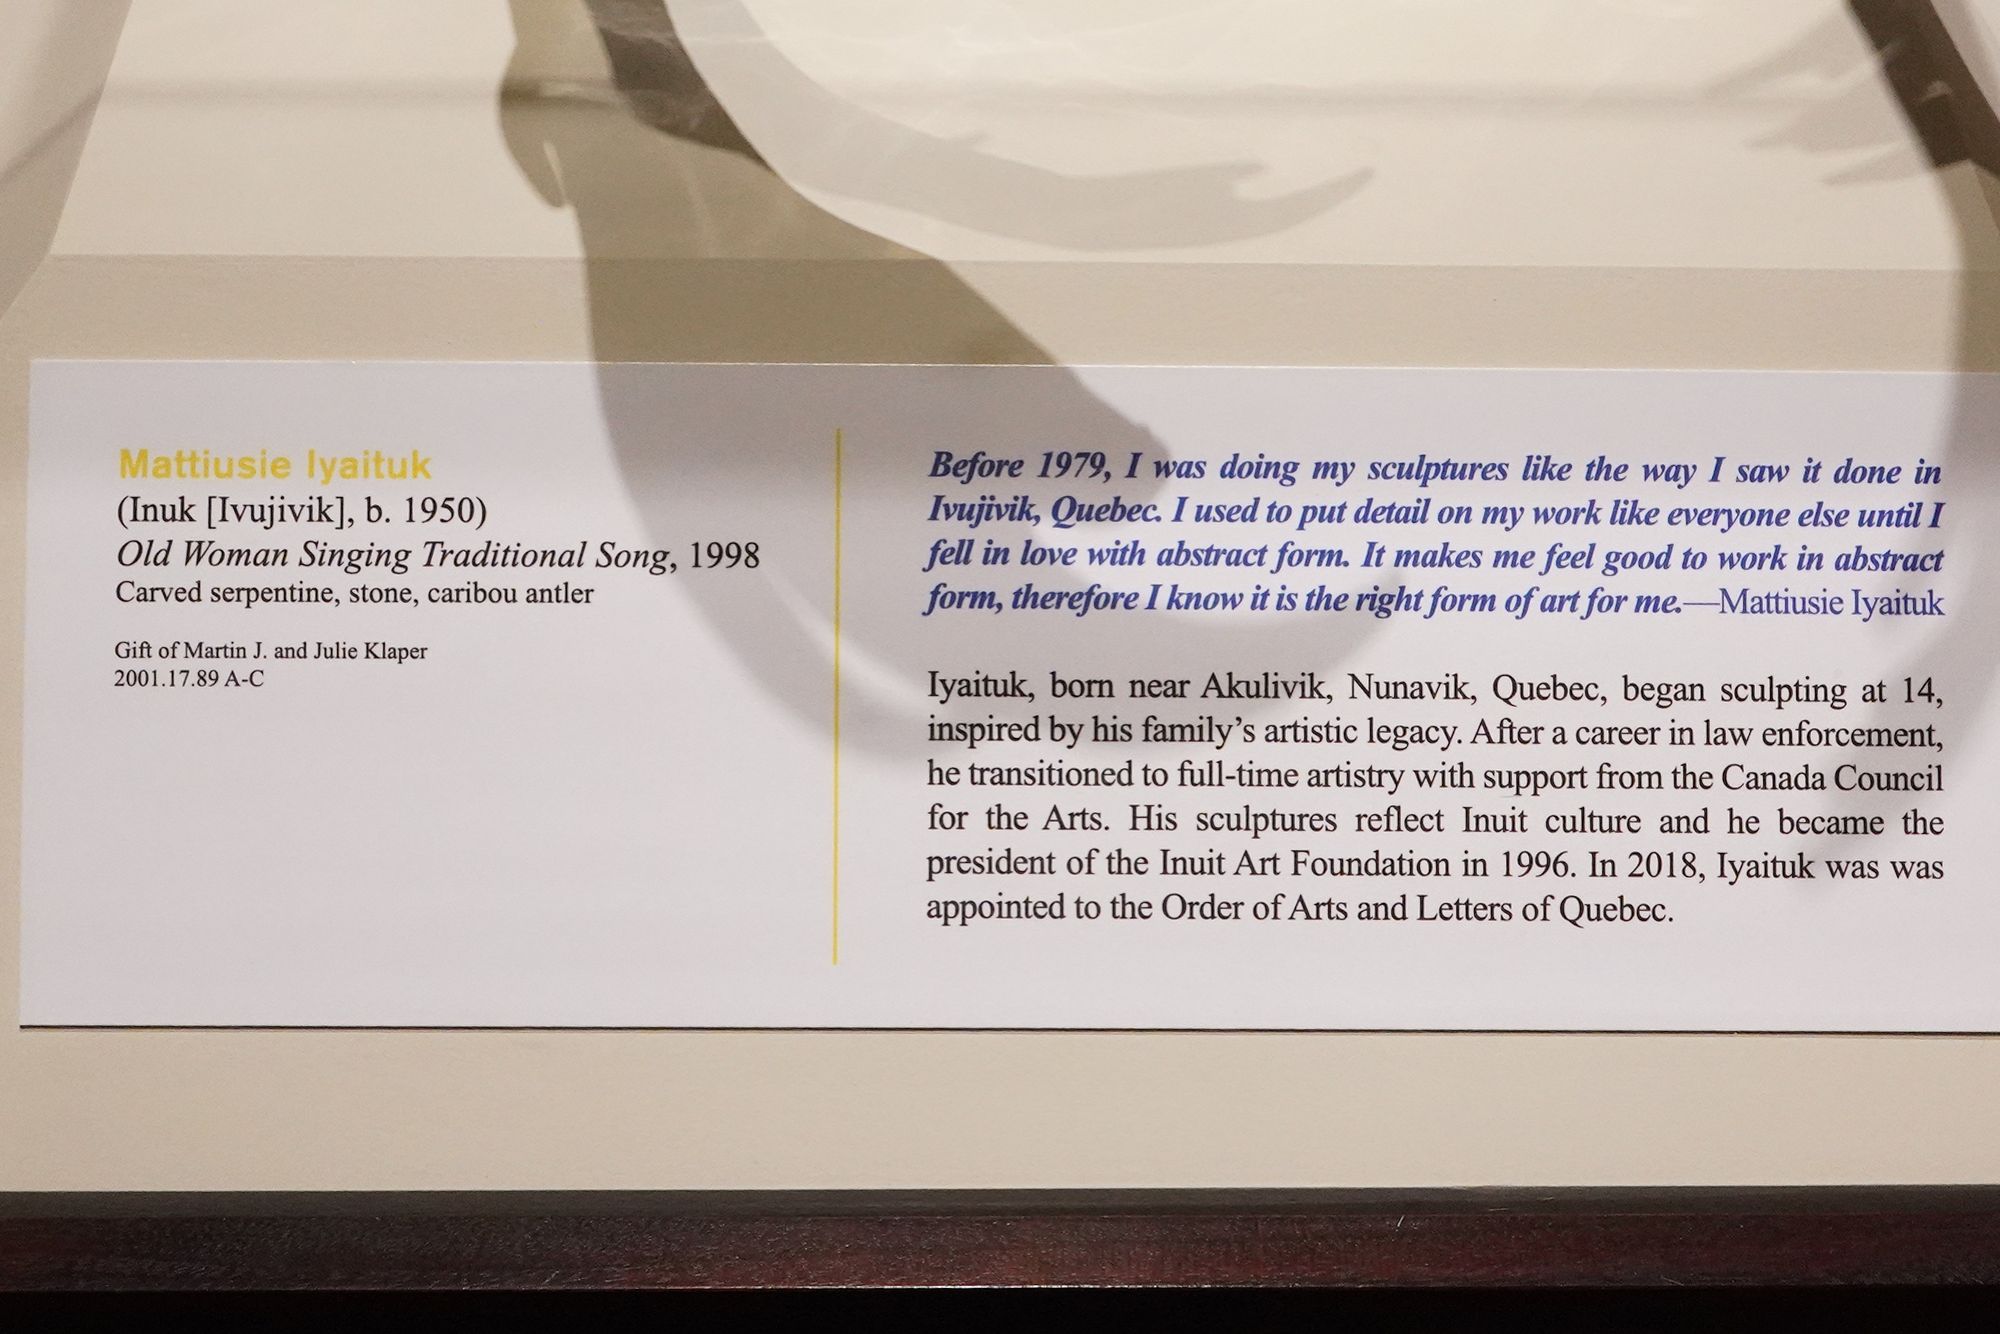 Mattiusie Iyaituk
(Inuk [Ivujivik], b. 1950)
Old Woman Singing Traditional Song, 1998
Carved serpentine, stone, caribou antler
Gift of Martin J. and Julie Klaper
2001.17.89 A-C
Before 1979, I was doing my sculptures like the way I saw it done in
Ivujivik, Quebec. I used to put detail on my work like everyone else until I
fell in love with abstract form. It makes me feel good to work in abstract
form, therefore I know it is the right form of art for me.—Mattiusie Iyaituk
Iyaituk, born near Akulivik, Nunavik, Quebec, began sculpting at 14,
inspired by his family’s artistic legacy. After a career in law enforcement,
he transitioned to full-time artistry with support from the Canada Council
for the Arts. His sculptures reflect Inuit culture and he became the
president of the Inuit Art Foundation in 1996. In 2018, Iyaituk was was
appointed to the Order of Arts and Letters of Quebec.